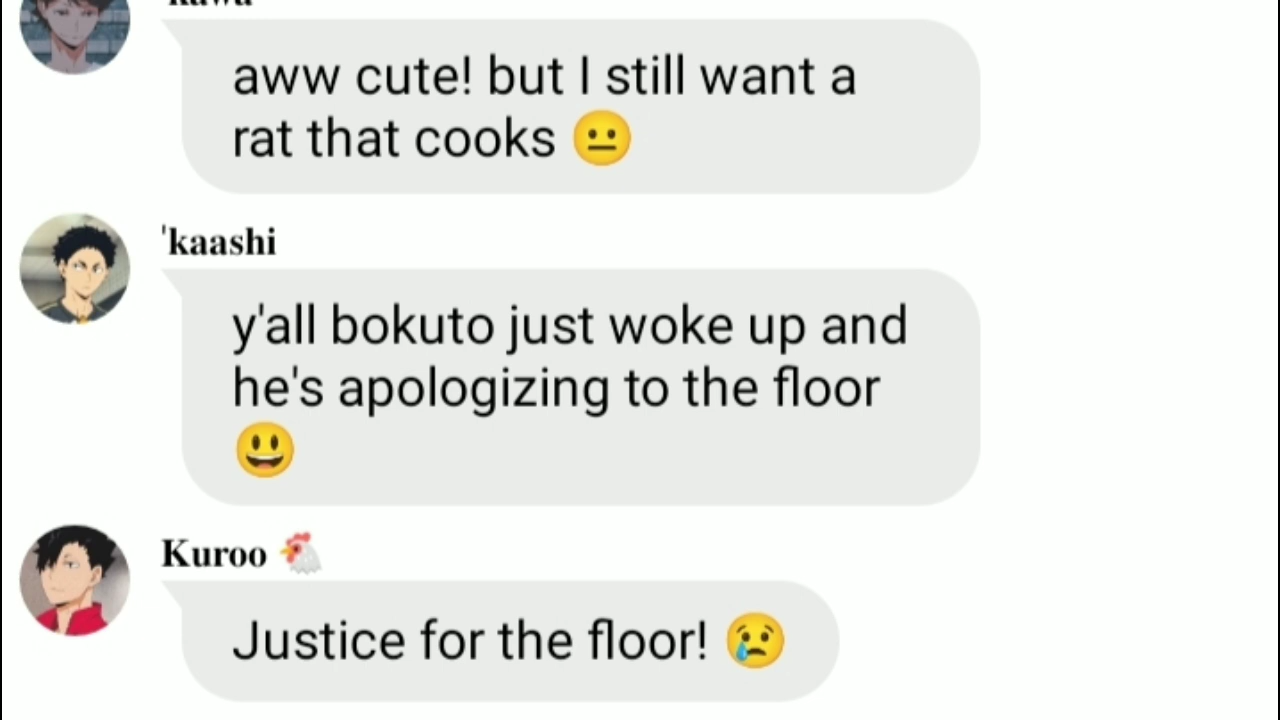 'kawa
aww cute! but I still want a
rat that cooks 😐
'kaashi
y'all bokuto just woke up and
he's apologizing to the floor
😃
Kuroo 🐔
Justice for the floor! 😢